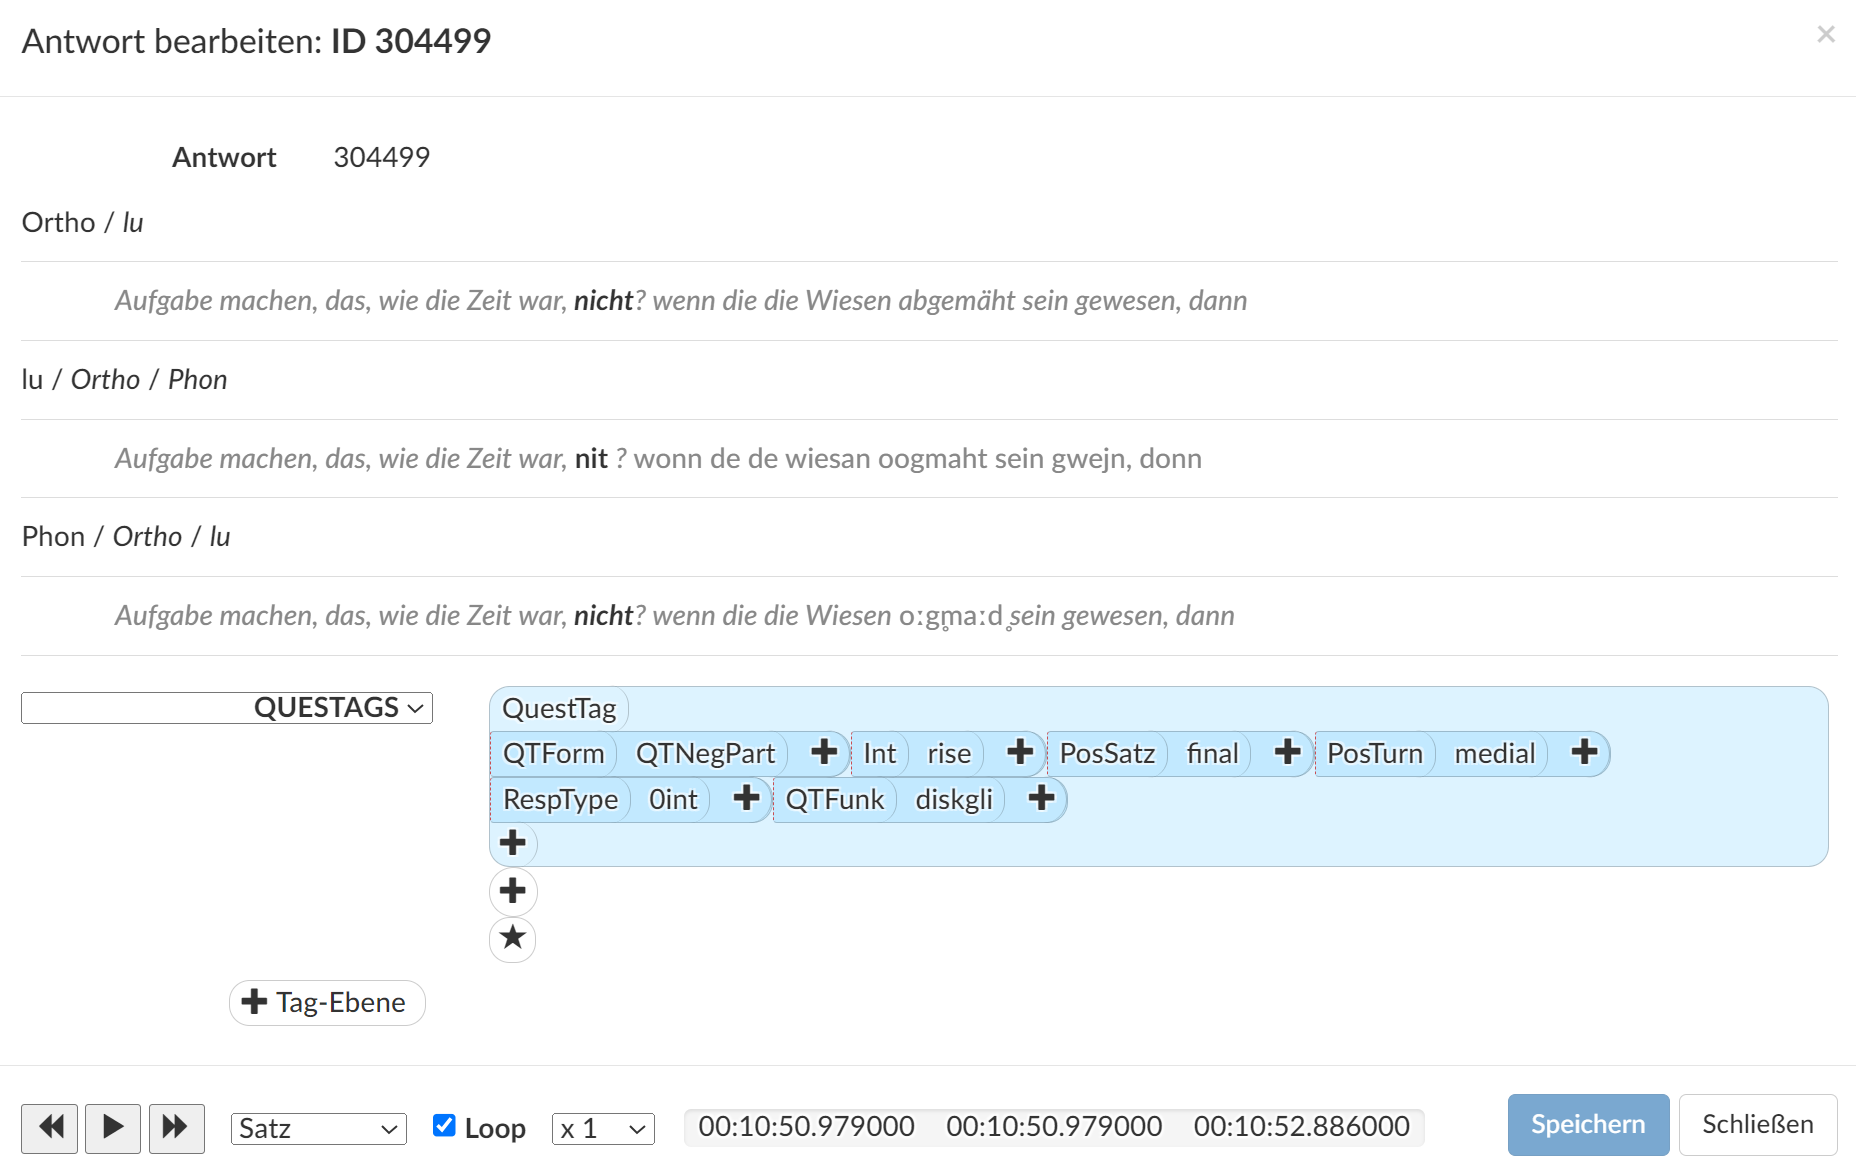 Antwort bearbeiten: ID 304499
×
Antwort 304499
Ortho / lu
Aufgabe machen, das, wie die Zeit war, nicht? wenn die die Wiesen abgemäht sein gewesen, dann
lu / Ortho / Phon
Aufgabe machen, das, wie die Zeit war, nit ? wonn de de wiesan oogmaht sein gwejn, donn
Phon / Ortho / lu
Aufgabe machen, das, wie die Zeit war, nicht? wenn die die Wiesen oːg̥maːd̥ sein gewesen, dann
QUESTAGS
QuestTag
QTForm QTNegPart Int rise PosSatz final PosTurn medial
RespType 0int QTFunk diskgli
Tag-Ebene
Satz Loop x 1 00:10:50.979000 00:10:50.979000 00:10:52.886000 Speichern Schließen